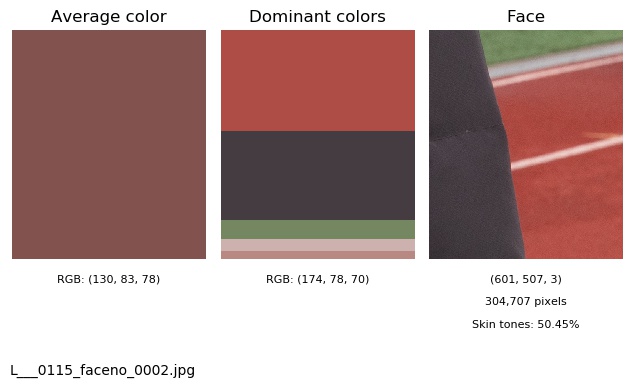 Average color
Dominant colors
Face
RGB: (130, 83, 78)
RGB: (174, 78, 70)
(601, 507, 3)
304,707 pixels
Skin tones: 50.45%
L___0115_faceno_0002.jpg